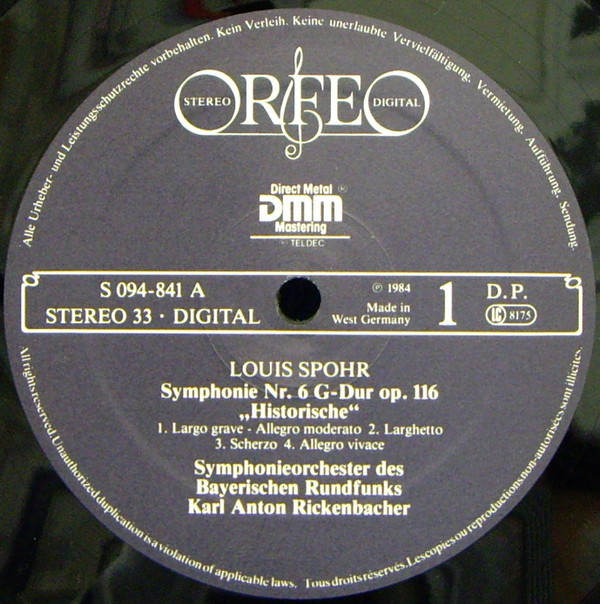 Alle Urheber- und Leistungsschutzrechte vorbehalten. Kein Verleih. Keine unerlaubte Vervielfältigung, Vermietung, Aufführung, Sendung.
STEREO ORFEO DIGITAL
Direct Metal
DMM
Mastering
TELDEC
S 094-841 A
STEREO 33 · DIGITAL
℗ 1984
Made in
West Germany
1
D.P.
LC 8175
LOUIS SPOHR
Symphonie Nr. 6 G-Dur op. 116
„Historische“
1. Largo grave - Allegro moderato 2. Larghetto
3. Scherzo 4. Allegro vivace
Symphonieorchester des
Bayerischen Rundfunks
Karl Anton Rickenbacher
All rights reserved. Unauthorized duplication is a violation of applicable laws. Tous droits réservés. Les copies ou reproductions non-autorisées sont illicites.